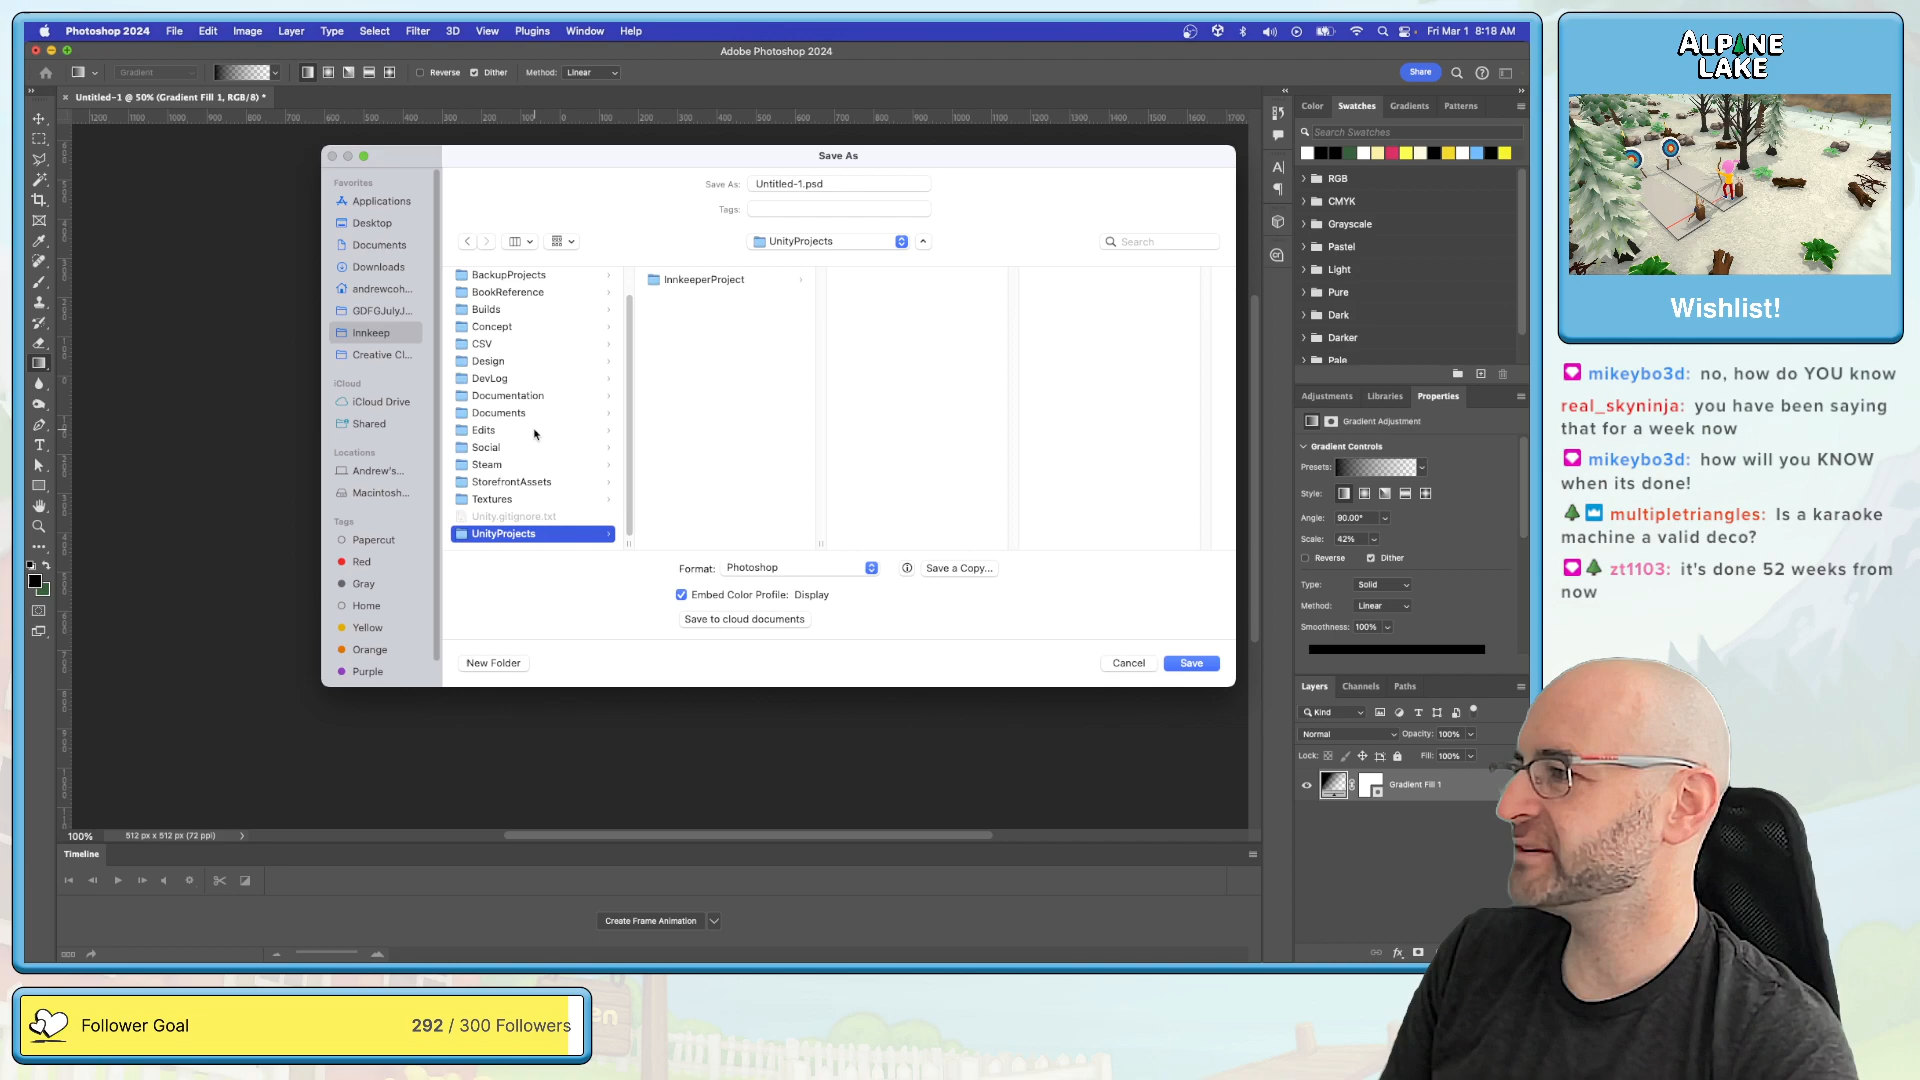 Photoshop 2024 File Edit Image Layer Type Select Filter 3D View Plugins Window Help Fri Mar 1 8:18 AM
Adobe Photoshop 2024
Gradient Reverse Dither Method: Linear Share
Untitled-1 @ 50% (Gradient Fill 1, RGB/8) *
Save As
Save As: Untitled-1.psd
Tags:
UnityProjects
Search
Favorites
Applications
Desktop
Documents
Downloads
andrewcoh...
GDFGJulyJ...
Innkeep
Creative Cl...
iCloud
iCloud Drive
Shared
Locations
Andrew's...
Macintosh...
Tags
Papercut
Red
Gray
Home
Yellow
Orange
Purple
BackupProjects
BookReference
Builds
Concept
CSV
Design
DevLog
Documentation
Documents
Edits
Social
Steam
StorefrontAssets
Textures
Unity.gitignore.txt
UnityProjects
InnkeeperProject
Format: Photoshop
Save a Copy...
Embed Color Profile: Display
Save to cloud documents
New Folder
Cancel
Save
100% 512 px x 512 px (72 ppi)
Timeline
Create Frame Animation
Color Swatches Gradients Patterns
Search Swatches
RGB
CMYK
Grayscale
Pastel
Light
Pure
Dark
Darker
Pale
Adjustments Libraries Properties
Gradient Adjustment
Gradient Controls
Presets:
Style:
Angle: 90.00°
Scale: 42%
Reverse Dither
Type: Solid
Method: Linear
Smoothness: 100%
Layers Channels Paths
Kind
Normal Opacity: 100%
Lock: Fill: 100%
Gradient Fill 1
ALPINE
LAKE
Wishlist!
mikeybo3d: no, how do YOU know
real_skyninja: you have been saying
that for a week now
mikeybo3d: how will you KNOW
when its done!
multipletriangles: Is a karaoke
machine a valid deco?
zt1103: it's done 52 weeks from
now
Follower Goal 292 / 300 Followers